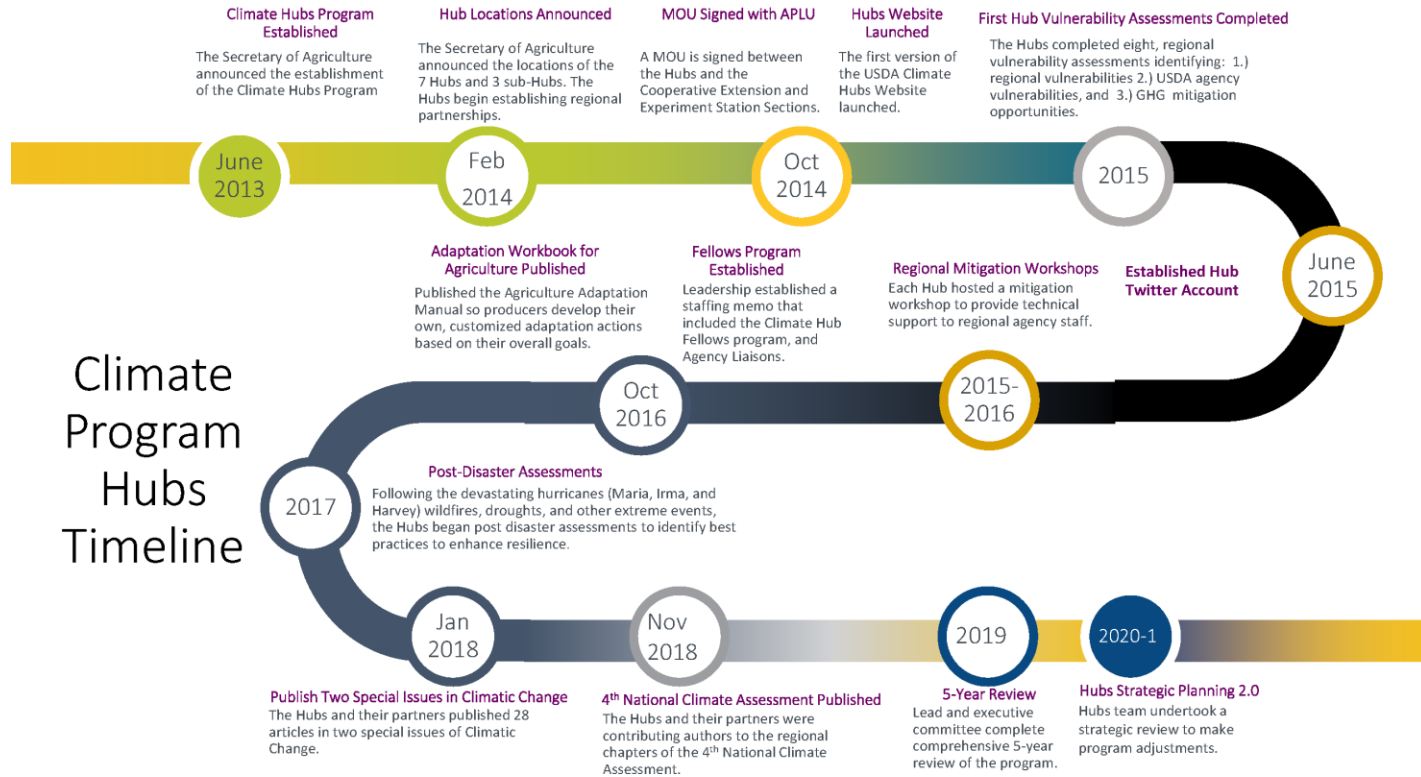 Climate Hubs Program
Established
The Secretary of Agriculture
announced the establishment
of the Climate Hubs Program
June
2013
Hub Locations Announced
The Secretary of Agriculture
announced the locations of the
7 Hubs and 3 sub-Hubs. The
Hubs begin establishing regional
partnerships.
Feb
2014
MOU Signed with APLU
A MOU is signed between
the Hubs and the
Cooperative Extension and
Experiment Station Sections.
Oct
2014
Hubs Website
Launched
The first version of
the USDA Climate
Hubs Website
launched.
First Hub Vulnerability Assessments Completed
The Hubs completed eight, regional
vulnerability assessments identifying: 1.)
regional vulnerabilities 2.) USDA agency
vulnerabilities, and 3.) GHG mitigation
opportunities.
2015
Established Hub
Twitter Account
June
2015
Regional Mitigation Workshops
Each Hub hosted a mitigation
workshop to provide technical
support to regional agency staff.
2015-
2016
Fellows Program
Established
Leadership established a
staffing memo that
included the Climate Hub
Fellows program, and
Agency Liaisons.
Adaptation Workbook for
Agriculture Published
Published the Agriculture Adaptation
Manual so producers develop their
own, customized adaptation actions
based on their overall goals.
Oct
2016
Climate
Program
Hubs
Timeline
2017
Post-Disaster Assessments
Following the devastating hurricanes (Maria, Irma, and
Harvey) wildfires, droughts, and other extreme events,
the Hubs began post disaster assessments to identify best
practices to enhance resilience.
Jan
2018
Publish Two Special Issues in Climatic Change
The Hubs and their partners published 28
articles in two special issues of Climatic
Change.
Nov
2018
4th National Climate Assessment Published
The Hubs and their partners were
contributing authors to the regional
chapters of the 4th National Climate
Assessment.
2019
5-Year Review
Lead and executive
committee complete
comprehensive 5-year
review of the program.
2020-1
Hubs Strategic Planning 2.0
Hubs team undertook a
strategic review to make
program adjustments.